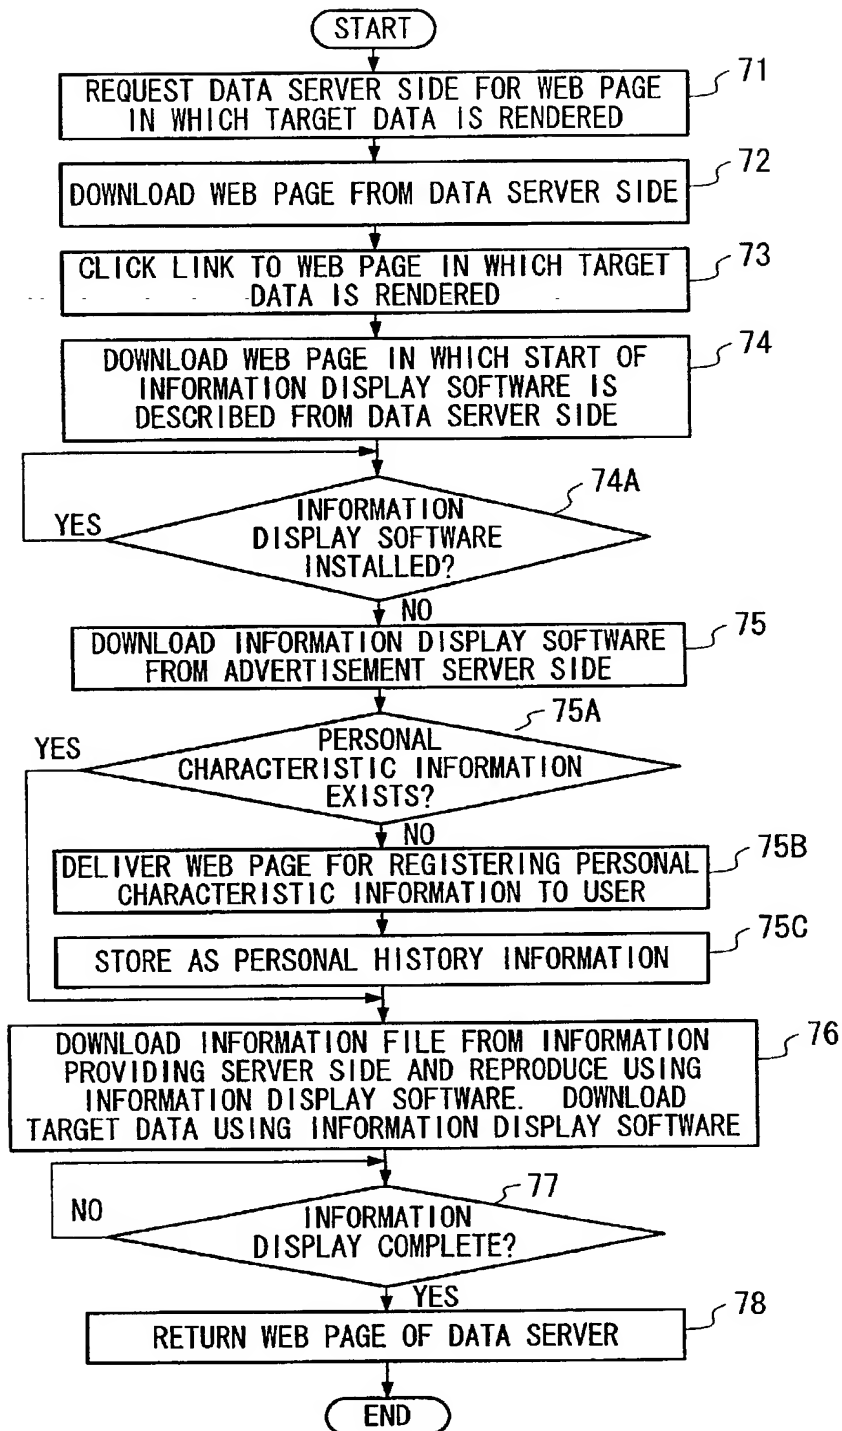 START
71
REQUEST DATA SERVER SIDE FOR WEB PAGE
IN WHICH TARGET DATA IS RENDERED
72
DOWNLOAD WEB PAGE FROM DATA SERVER SIDE
73
CLICK LINK TO WEB PAGE IN WHICH TARGET
DATA IS RENDERED
74
DOWNLOAD WEB PAGE IN WHICH START OF
INFORMATION DISPLAY SOFTWARE IS
DESCRIBED FROM DATA SERVER SIDE
74A
INFORMATION
DISPLAY SOFTWARE
INSTALLED?
YES
NO
75
DOWNLOAD INFORMATION DISPLAY SOFTWARE
FROM ADVERTISEMENT SERVER SIDE
75A
YES
PERSONAL
CHARACTERISTIC INFORMATION
EXISTS?
NO
75B
DELIVER WEB PAGE FOR REGISTERING PERSONAL
CHARACTERISTIC INFORMATION TO USER
75C
STORE AS PERSONAL HISTORY INFORMATION
76
DOWNLOAD INFORMATION FILE FROM INFORMATION
PROVIDING SERVER SIDE AND REPRODUCE USING
INFORMATION DISPLAY SOFTWARE. DOWNLOAD
TARGET DATA USING INFORMATION DISPLAY SOFTWARE
77
NO
INFORMATION
DISPLAY COMPLETE?
YES
78
RETURN WEB PAGE OF DATA SERVER
END